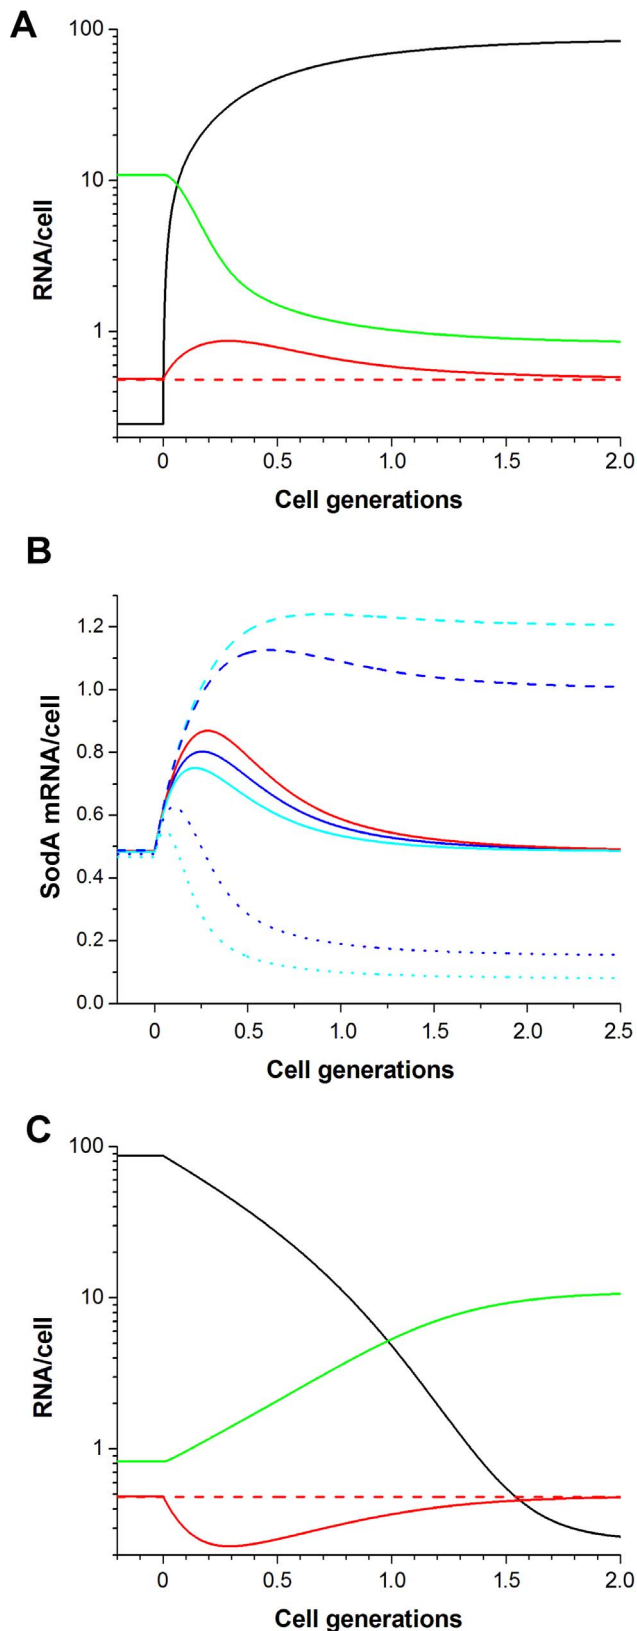 A
100
10
1
RNA/cell
0 0.5 1.0 1.5 2.0
Cell generations
B
1.2
1.0
0.8
0.6
0.4
0.2
0.0
SodA mRNA/cell
0 0.5 1.0 1.5 2.0 2.5
Cell generations
C
100
10
1
RNA/cell
0 0.5 1.0 1.5 2.0
Cell generations